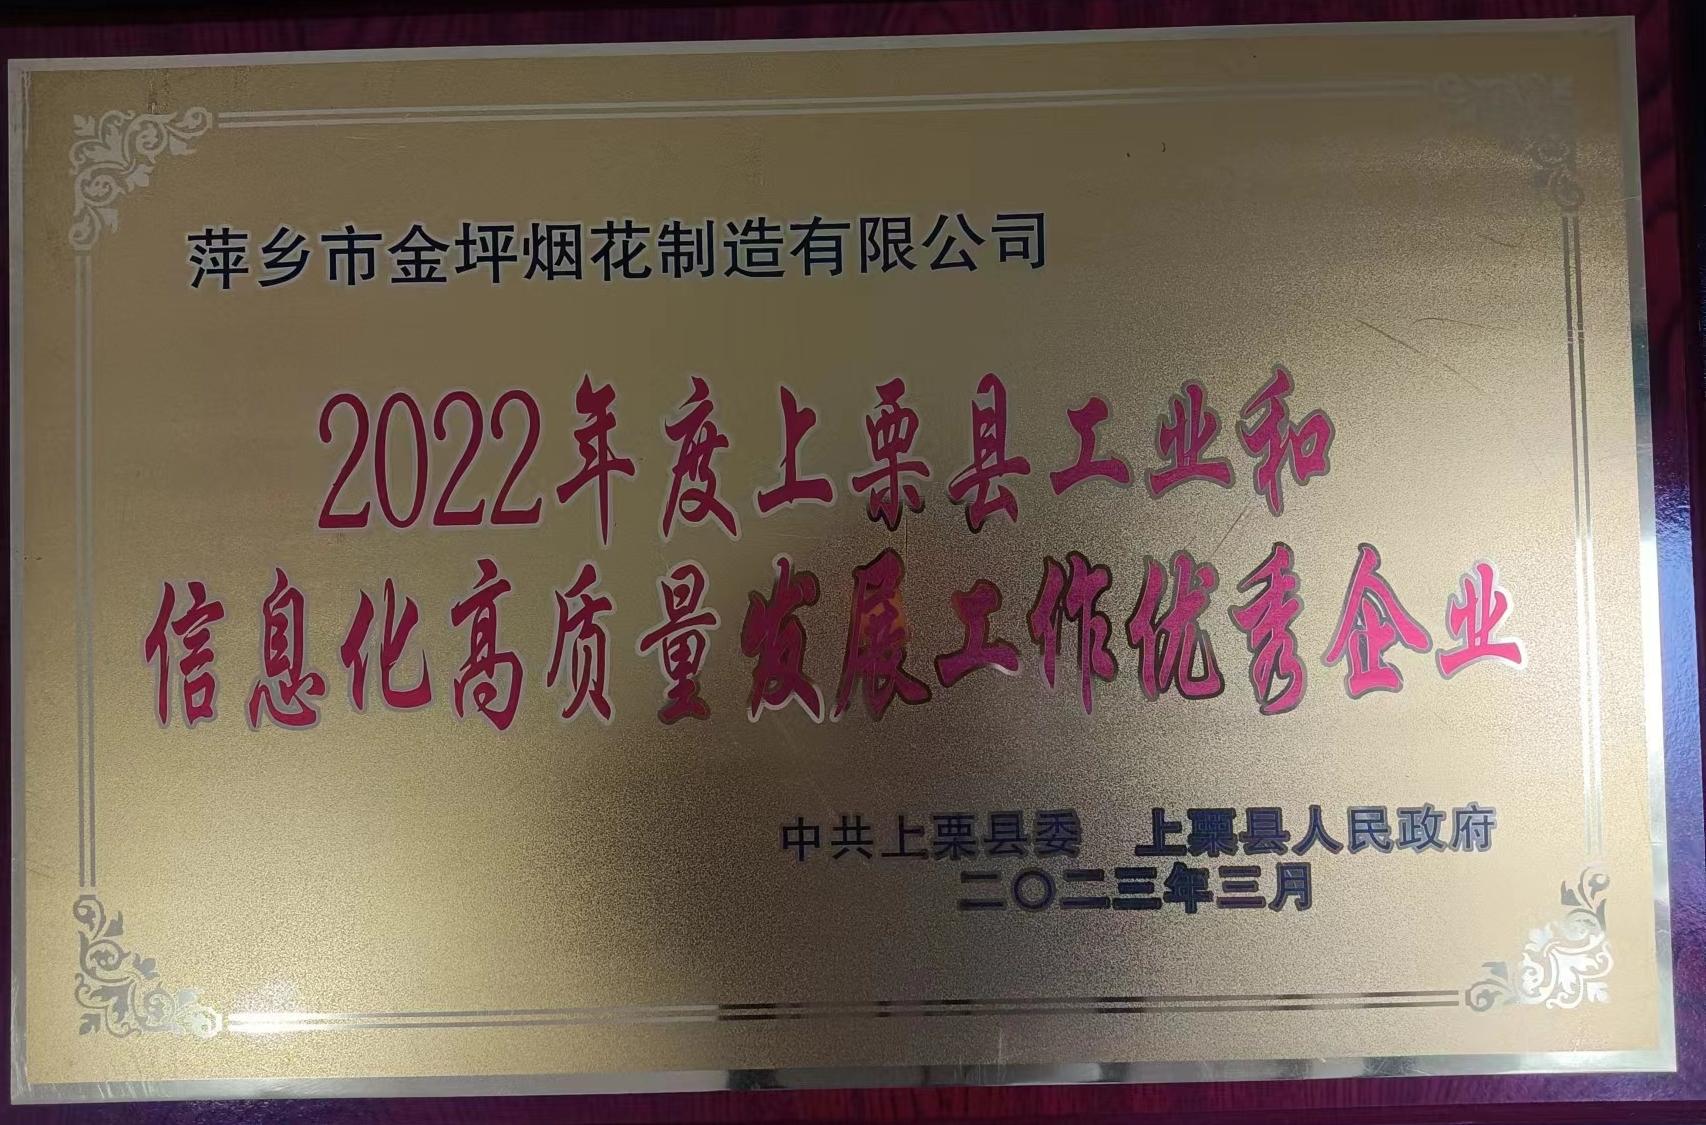 萍乡市金坪烟花制造有限公司
2022年度上栗县工业和
信息化高质量发展工作优秀企业
中共上栗县委 上栗县人民政府
二〇二三年三月